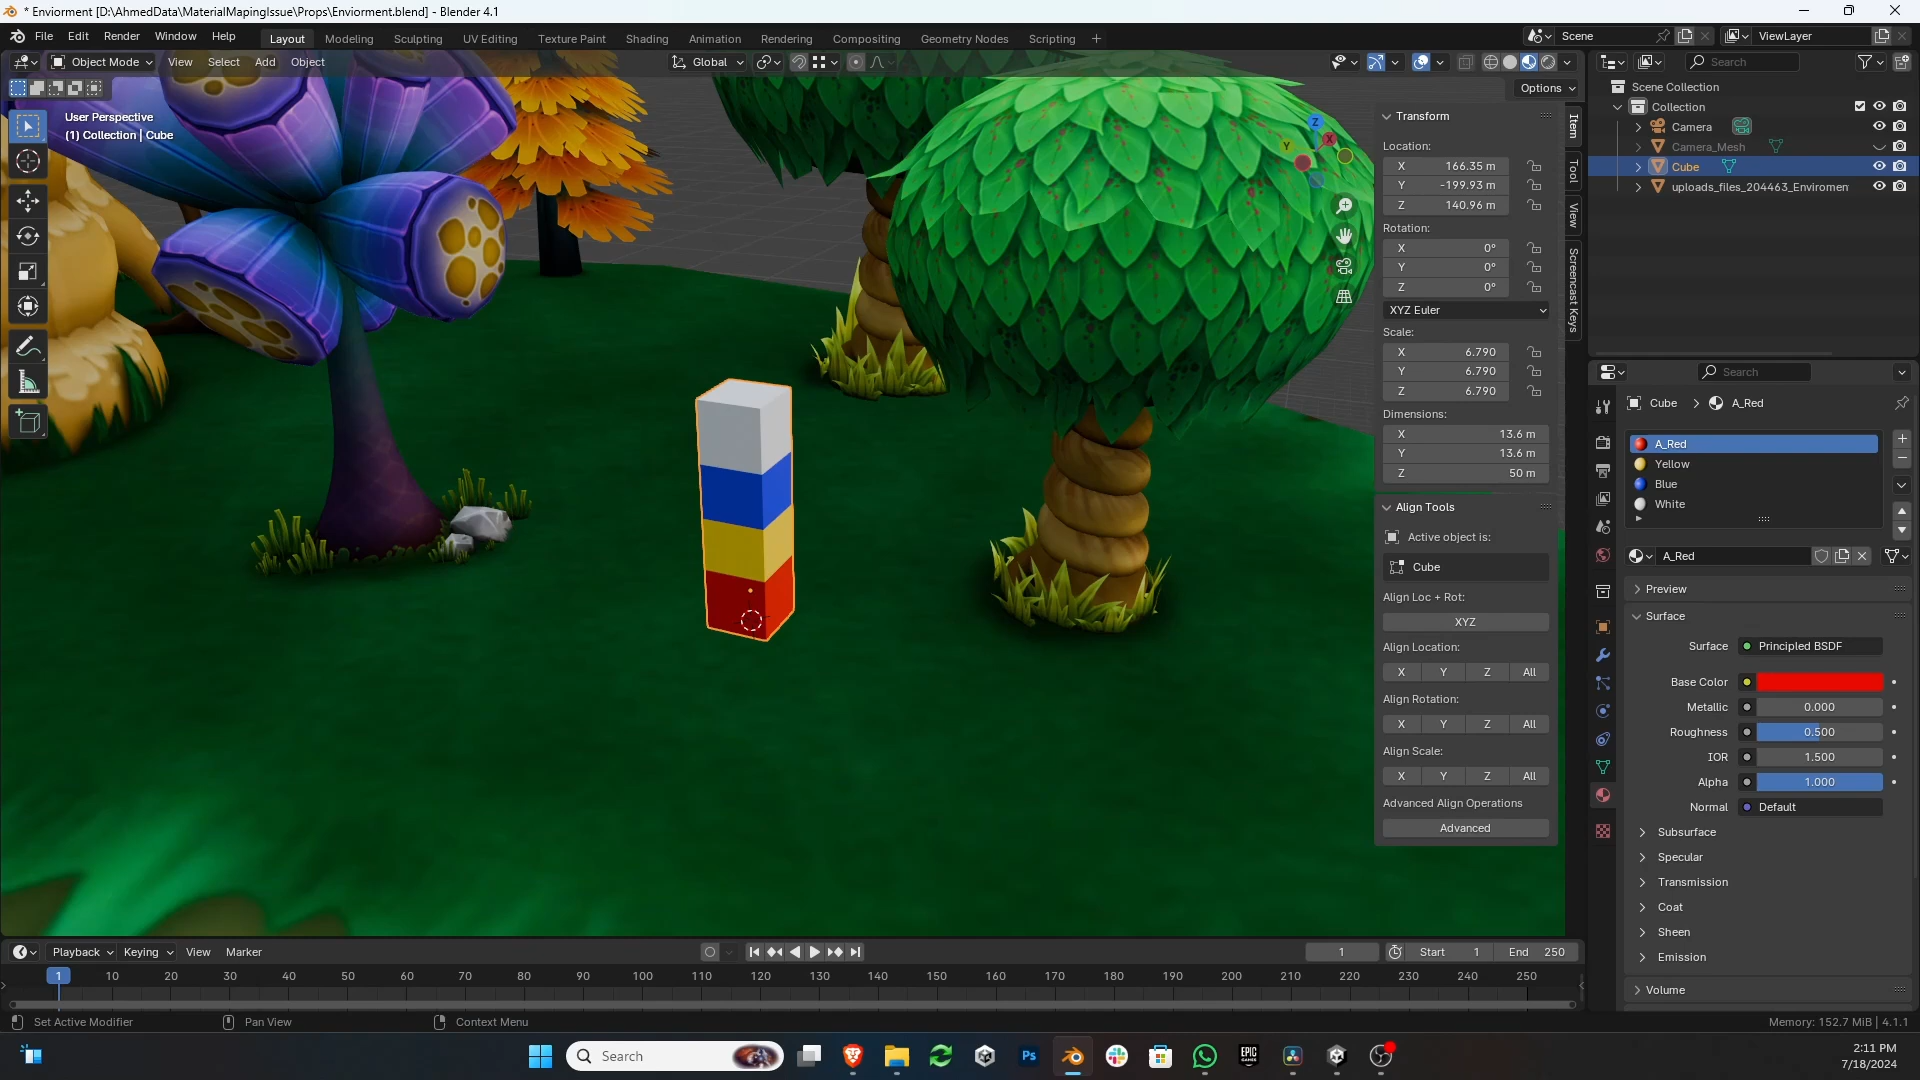 * Enviorment [D:\AhmedData\MaterialMapingIssue\Props\Enviorment.blend] - Blender 4.1
File Edit Render Window Help
Layout Modeling Sculpting UV Editing Texture Paint Shading Animation Rendering Compositing Geometry Nodes Scripting +
Scene
ViewLayer
Object Mode View Select Add Object
Global
Options
User Perspective
(1) Collection | Cube
Z
X
Y
Transform
Location:
X 166.35 m
Y -199.93 m
Z 140.96 m
Rotation:
X 0°
Y 0°
Z 0°
XYZ Euler
Scale:
X 6.790
Y 6.790
Z 6.790
Dimensions:
X 13.6 m
Y 13.6 m
Z 50 m
Align Tools
Active object is:
Cube
Align Loc + Rot:
XYZ
Align Location:
X Y Z All
Align Rotation:
X Y Z All
Align Scale:
X Y Z All
Advanced Align Operations
Advanced
Item
Tool
View
Screencast Keys
Search
Scene Collection
Collection
Camera
Camera_Mesh
Cube
uploads_files_204463_Enviromen
Search
Cube > A_Red
A_Red
Yellow
Blue
White
A_Red
Preview
Surface
Surface Principled BSDF
Base Color
Metallic 0.000
Roughness 0.500
IOR 1.500
Alpha 1.000
Normal Default
Subsurface
Specular
Transmission
Coat
Sheen
Emission
Volume
Playback Keying View Marker
1 Start 1 End 250
1 10 20 30 40 50 60 70 80 90 100 110 120 130 140 150 160 170 180 190 200 210 220 230 240 250
Set Active Modifier Pan View Context Menu
Memory: 152.7 MiB | 4.1.1
Search
Ps
EPIC GAMES
2:11 PM
7/18/2024